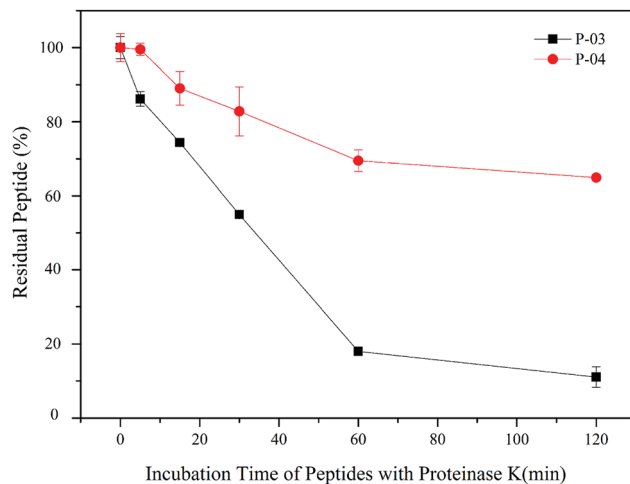 P-03
P-04
Residual Peptide (%)
100
80
60
40
20
0
0 20 40 60 80 100 120
Incubation Time of Peptides with Proteinase K(min)